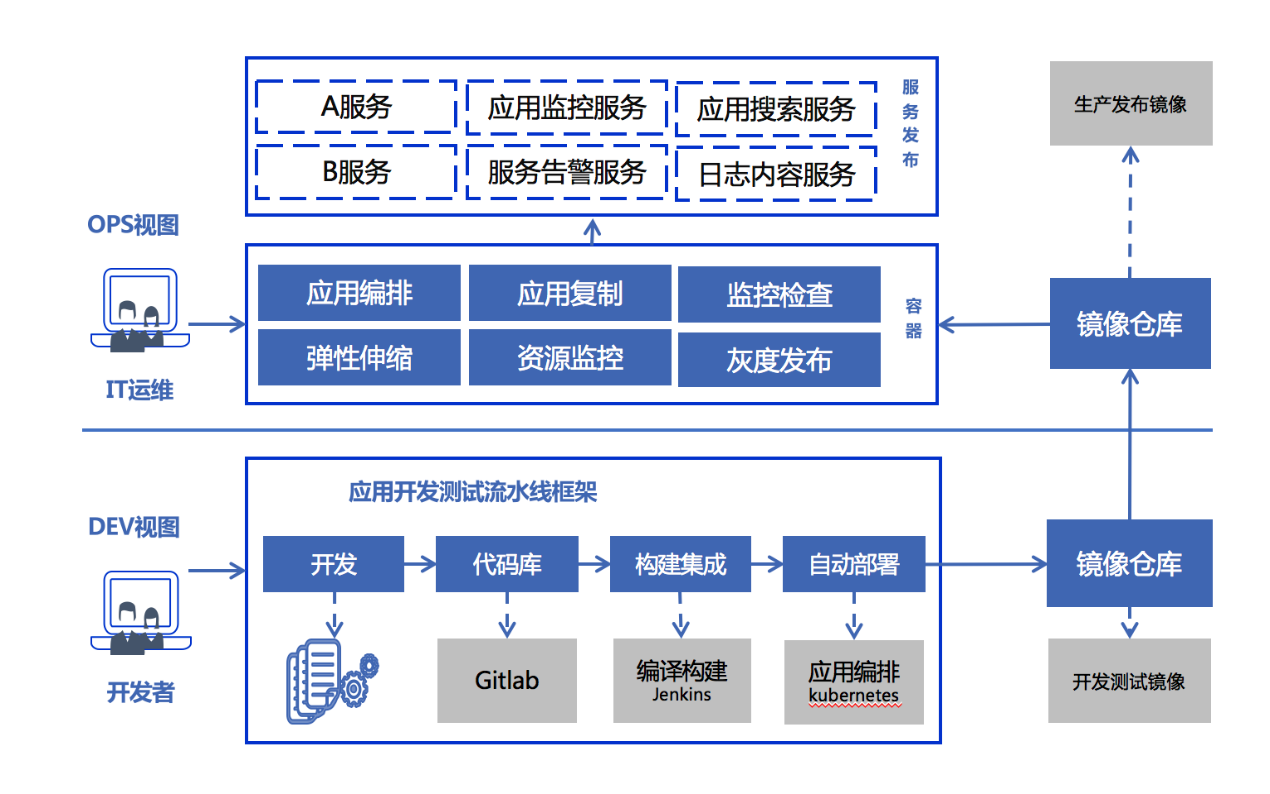 A服务
应用监控服务
应用搜索服务
B服务
服务告警服务
日志内容服务
服务发布
生产发布镜像
OPS视图
IT运维
应用编排
应用复制
监控检查
弹性伸缩
资源监控
灰度发布
容器
镜像仓库
应用开发测试流水线框架
DEV视图
开发者
开发
代码库
构建集成
自动部署
镜像仓库
Gitlab
编译构建
Jenkins
应用编排
kubernetes
开发测试镜像